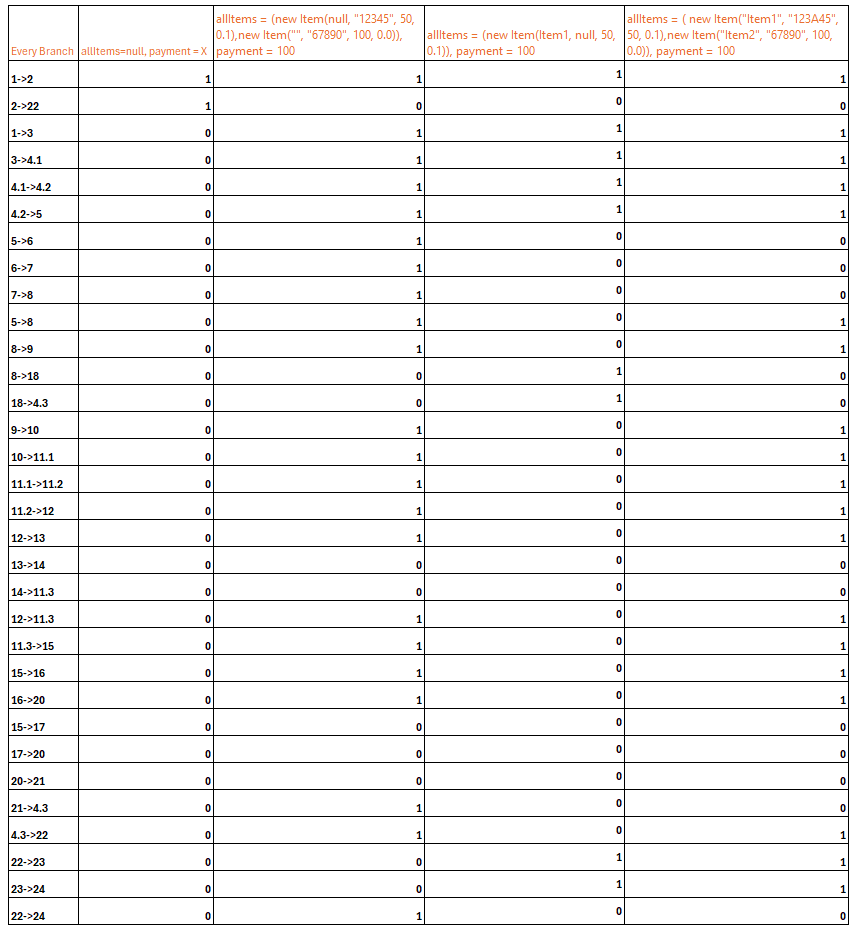 Every Branch allItems=null, payment = X allItems = (new Item(null, "12345", 50, 0.1),new Item("", "67890", 100, 0.0)), payment = 100 allItems = (new Item(Item1, null, 50, 0.1)), payment = 100 allItems = ( new Item("Item1", "123A45", 50, 0.1),new Item("Item2", "67890", 100, 0.0)), payment = 100
1->2 1 1 1 1
2->22 1 0 0 0
1->3 0 1 1 1
3->4.1 0 1 1 1
4.1->4.2 0 1 1 1
4.2->5 0 1 1 1
5->6 0 1 0 0
6->7 0 1 0 0
7->8 0 1 0 0
5->8 0 1 0 1
8->9 0 1 0 1
8->18 0 0 1 0
18->4.3 0 0 1 0
9->10 0 1 0 1
10->11.1 0 1 0 1
11.1->11.2 0 1 0 1
11.2->12 0 1 0 1
12->13 0 1 0 1
13->14 0 0 0 0
14->11.3 0 0 0 0
12->11.3 0 1 0 1
11.3->15 0 1 0 1
15->16 0 1 0 1
16->20 0 1 0 1
15->17 0 0 0 0
17->20 0 0 0 0
20->21 0 0 0 0
21->4.3 0 1 0 0
4.3->22 0 1 0 1
22->23 0 0 1 1
23->24 0 0 1 1
22->24 0 1 0 0